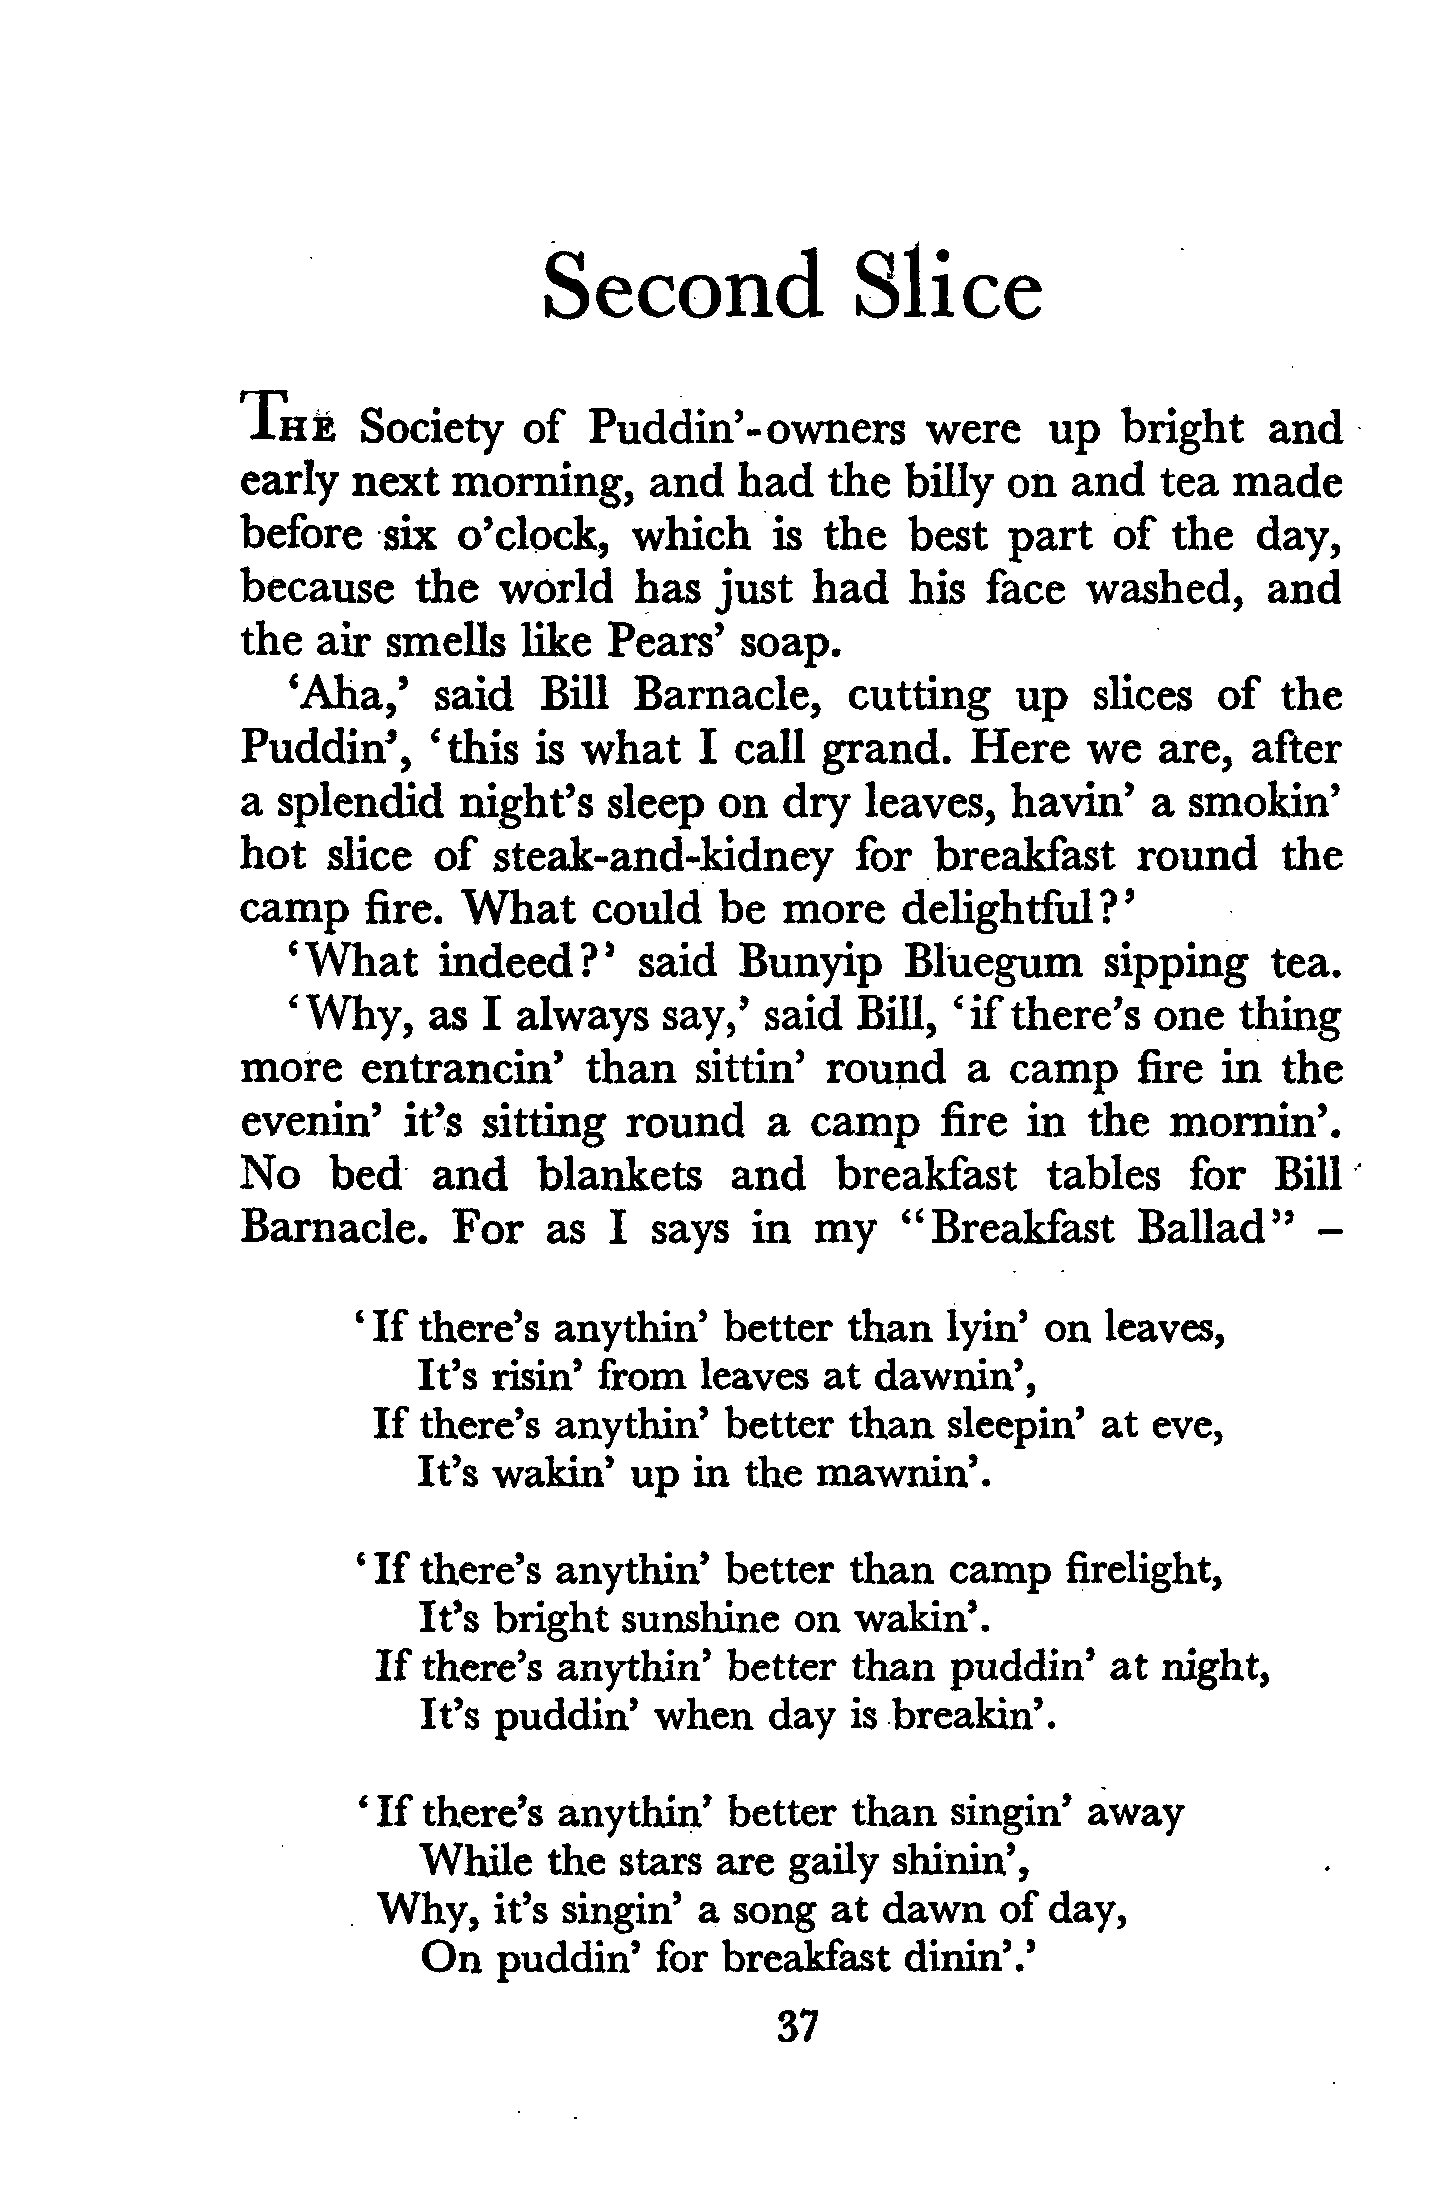 Second Slice
THE Society of Puddin'-owners were up bright and
early next morning, and had the billy on and tea made
before six o'clock, which is the best part of the day,
because the world has just had his face washed, and
the air smells like Pears' soap.
‘Aha,’ said Bill Barnacle, cutting up slices of the
Puddin’, ‘this is what I call grand. Here we are, after
a splendid night’s sleep on dry leaves, havin’ a smokin’
hot slice of steak-and-kidney for breakfast round the
camp fire. What could be more delightful?’
‘What indeed?’ said Bunyip Bluegum sipping tea.
‘Why, as I always say,’ said Bill, ‘if there’s one thing
more entrancin’ than sittin’ round a camp fire in the
evenin’ it’s sitting round a camp fire in the mornin’.
No bed and blankets and breakfast tables for Bill
Barnacle. For as I says in my “Breakfast Ballad” –
‘If there’s anythin’ better than lyin’ on leaves,
It’s risin’ from leaves at dawnin’,
If there’s anythin’ better than sleepin’ at eve,
It’s wakin’ up in the mawnin’.
‘If there’s anythin’ better than camp firelight,
It’s bright sunshine on wakin’.
If there’s anythin’ better than puddin’ at night,
It’s puddin’ when day is breakin’.
‘If there’s anythin’ better than singin’ away
While the stars are gaily shinin’,
Why, it’s singin’ a song at dawn of day,
On puddin’ for breakfast dinin’.’
37